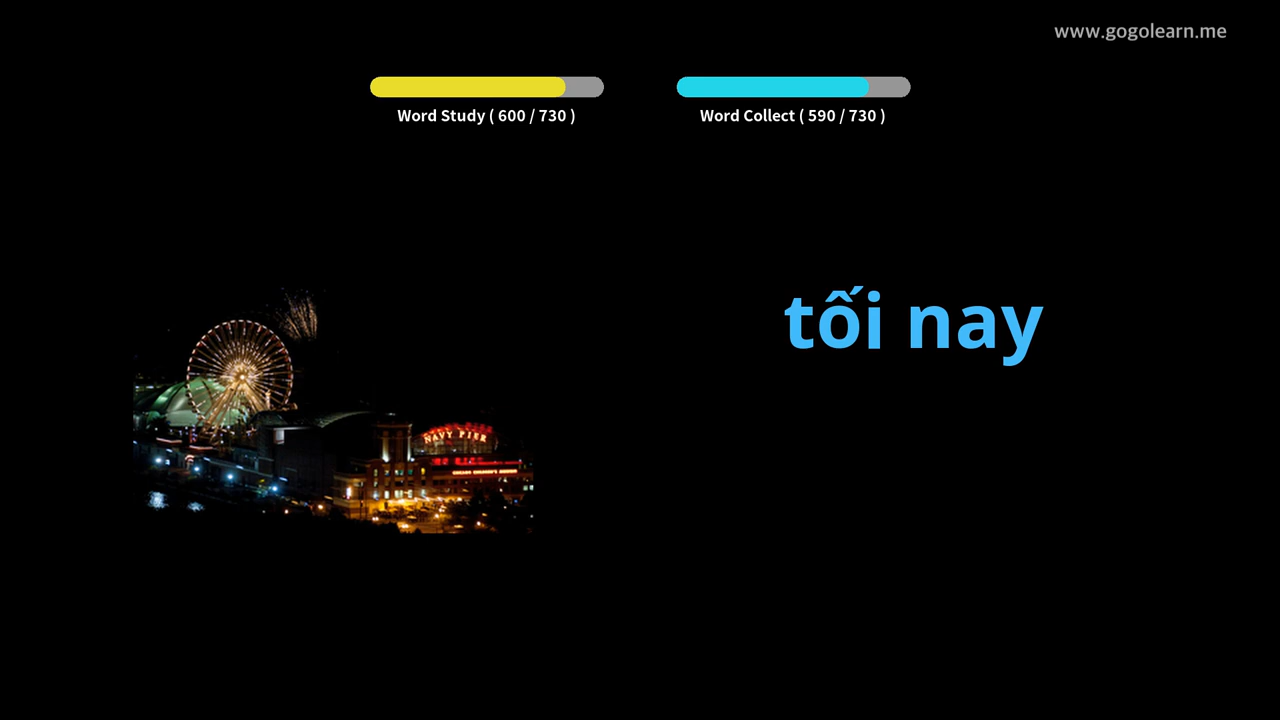 www.gogolearn.me
Word Study ( 600 / 730 )
Word Collect ( 590 / 730 )
tối nay
NAVY PIER